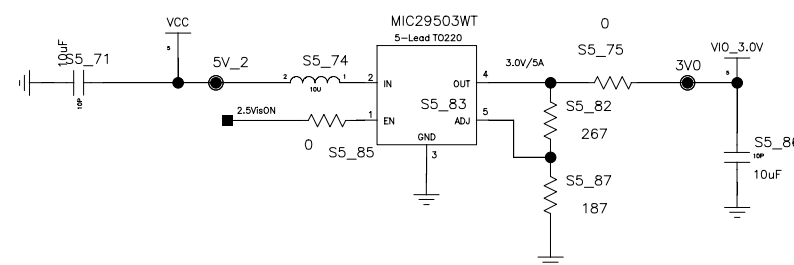 MIC29503WT
5-Lead TO220
VCC
5
10uF
S5_71
10P
5V_2
S5_74
2
1
10U
2
IN
OUT
4
3.0V/5A
0
S5_75
3V0
VIO_3.0V
5
2.5VisON
0
S5_85
1
EN
S5_83
ADJ
5
GND
3
S5_82
267
S5_87
187
10P
10uF